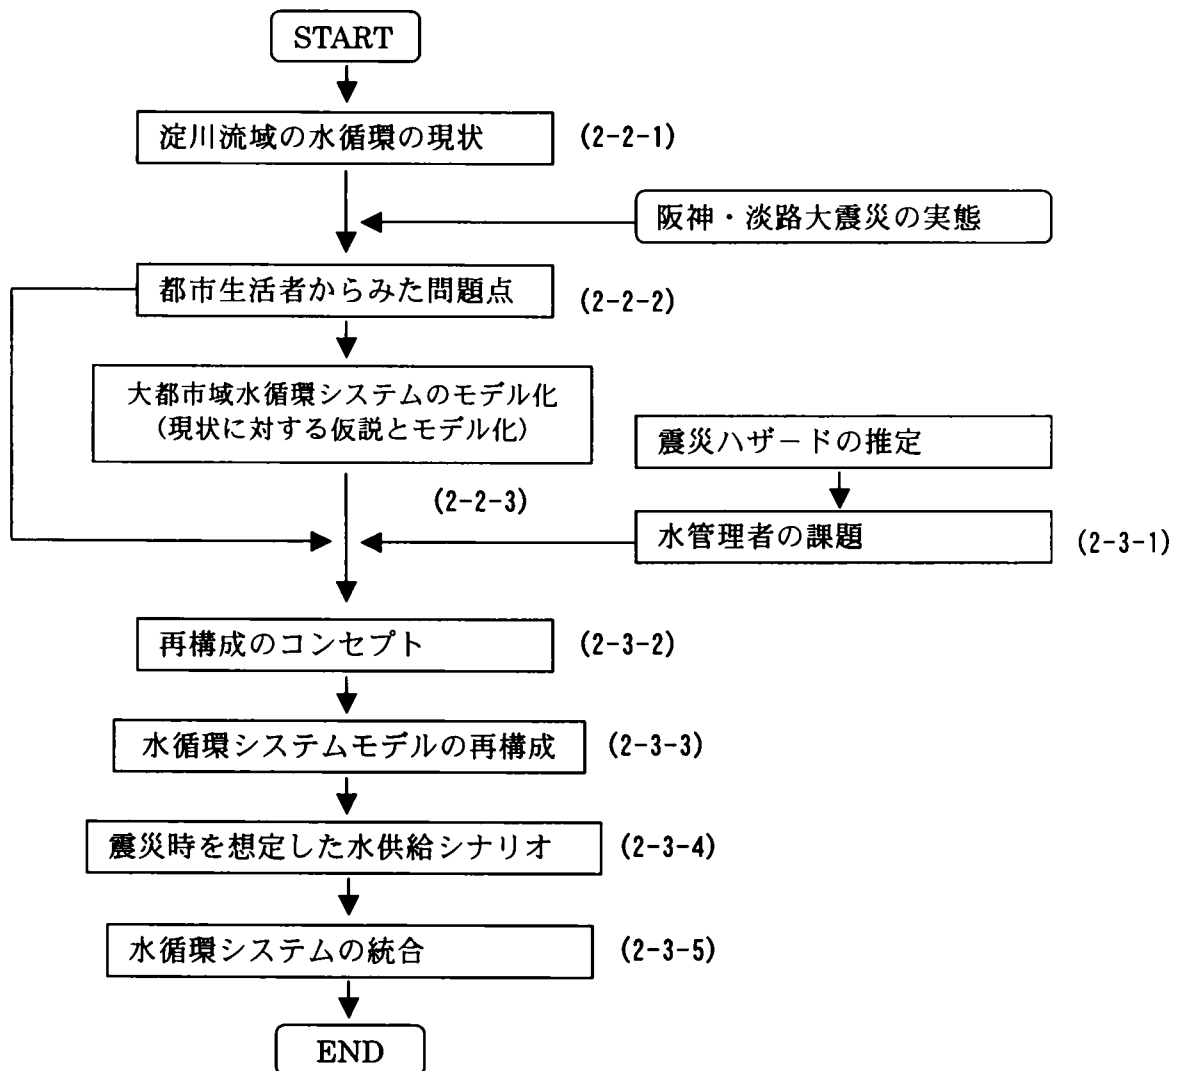 START
淀川流域の水循環の現状
(2-2-1)
阪神・淡路大震災の実態
都市生活者からみた問題点
(2-2-2)
大都市域水循環システムのモデル化
(現状に対する仮説とモデル化)
(2-2-3)
震災ハザードの推定
水管理者の課題
(2-3-1)
再構成のコンセプト
(2-3-2)
水循環システムモデルの再構成
(2-3-3)
震災時を想定した水供給シナリオ
(2-3-4)
水循環システムの統合
(2-3-5)
END